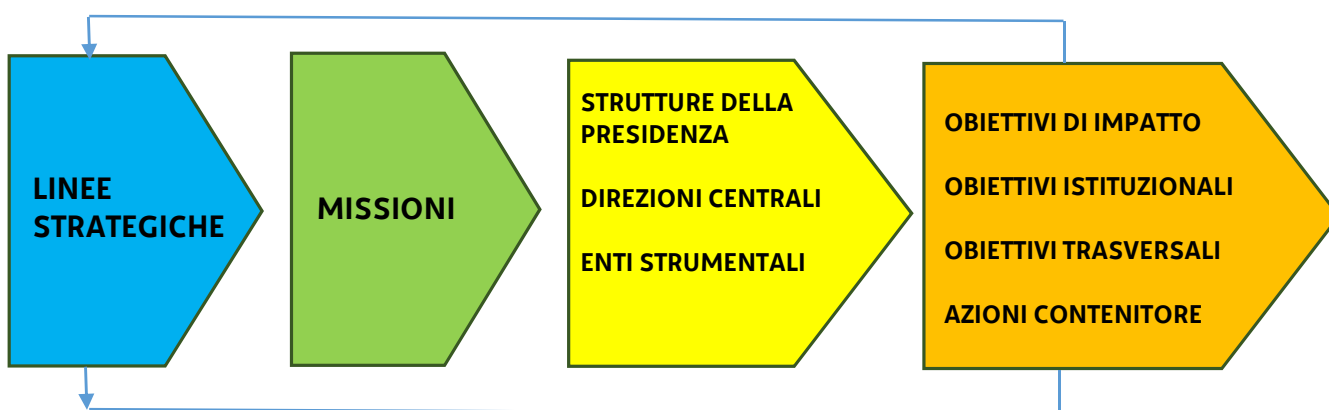 LINEE
STRATEGICHE
MISSIONI
STRUTTURE DELLA
PRESIDENZA
DIREZIONI CENTRALI
ENTI STRUMENTALI
OBIETTIVI DI IMPATTO
OBIETTIVI ISTITUZIONALI
OBIETTIVI TRASVERSALI
AZIONI CONTENITORE